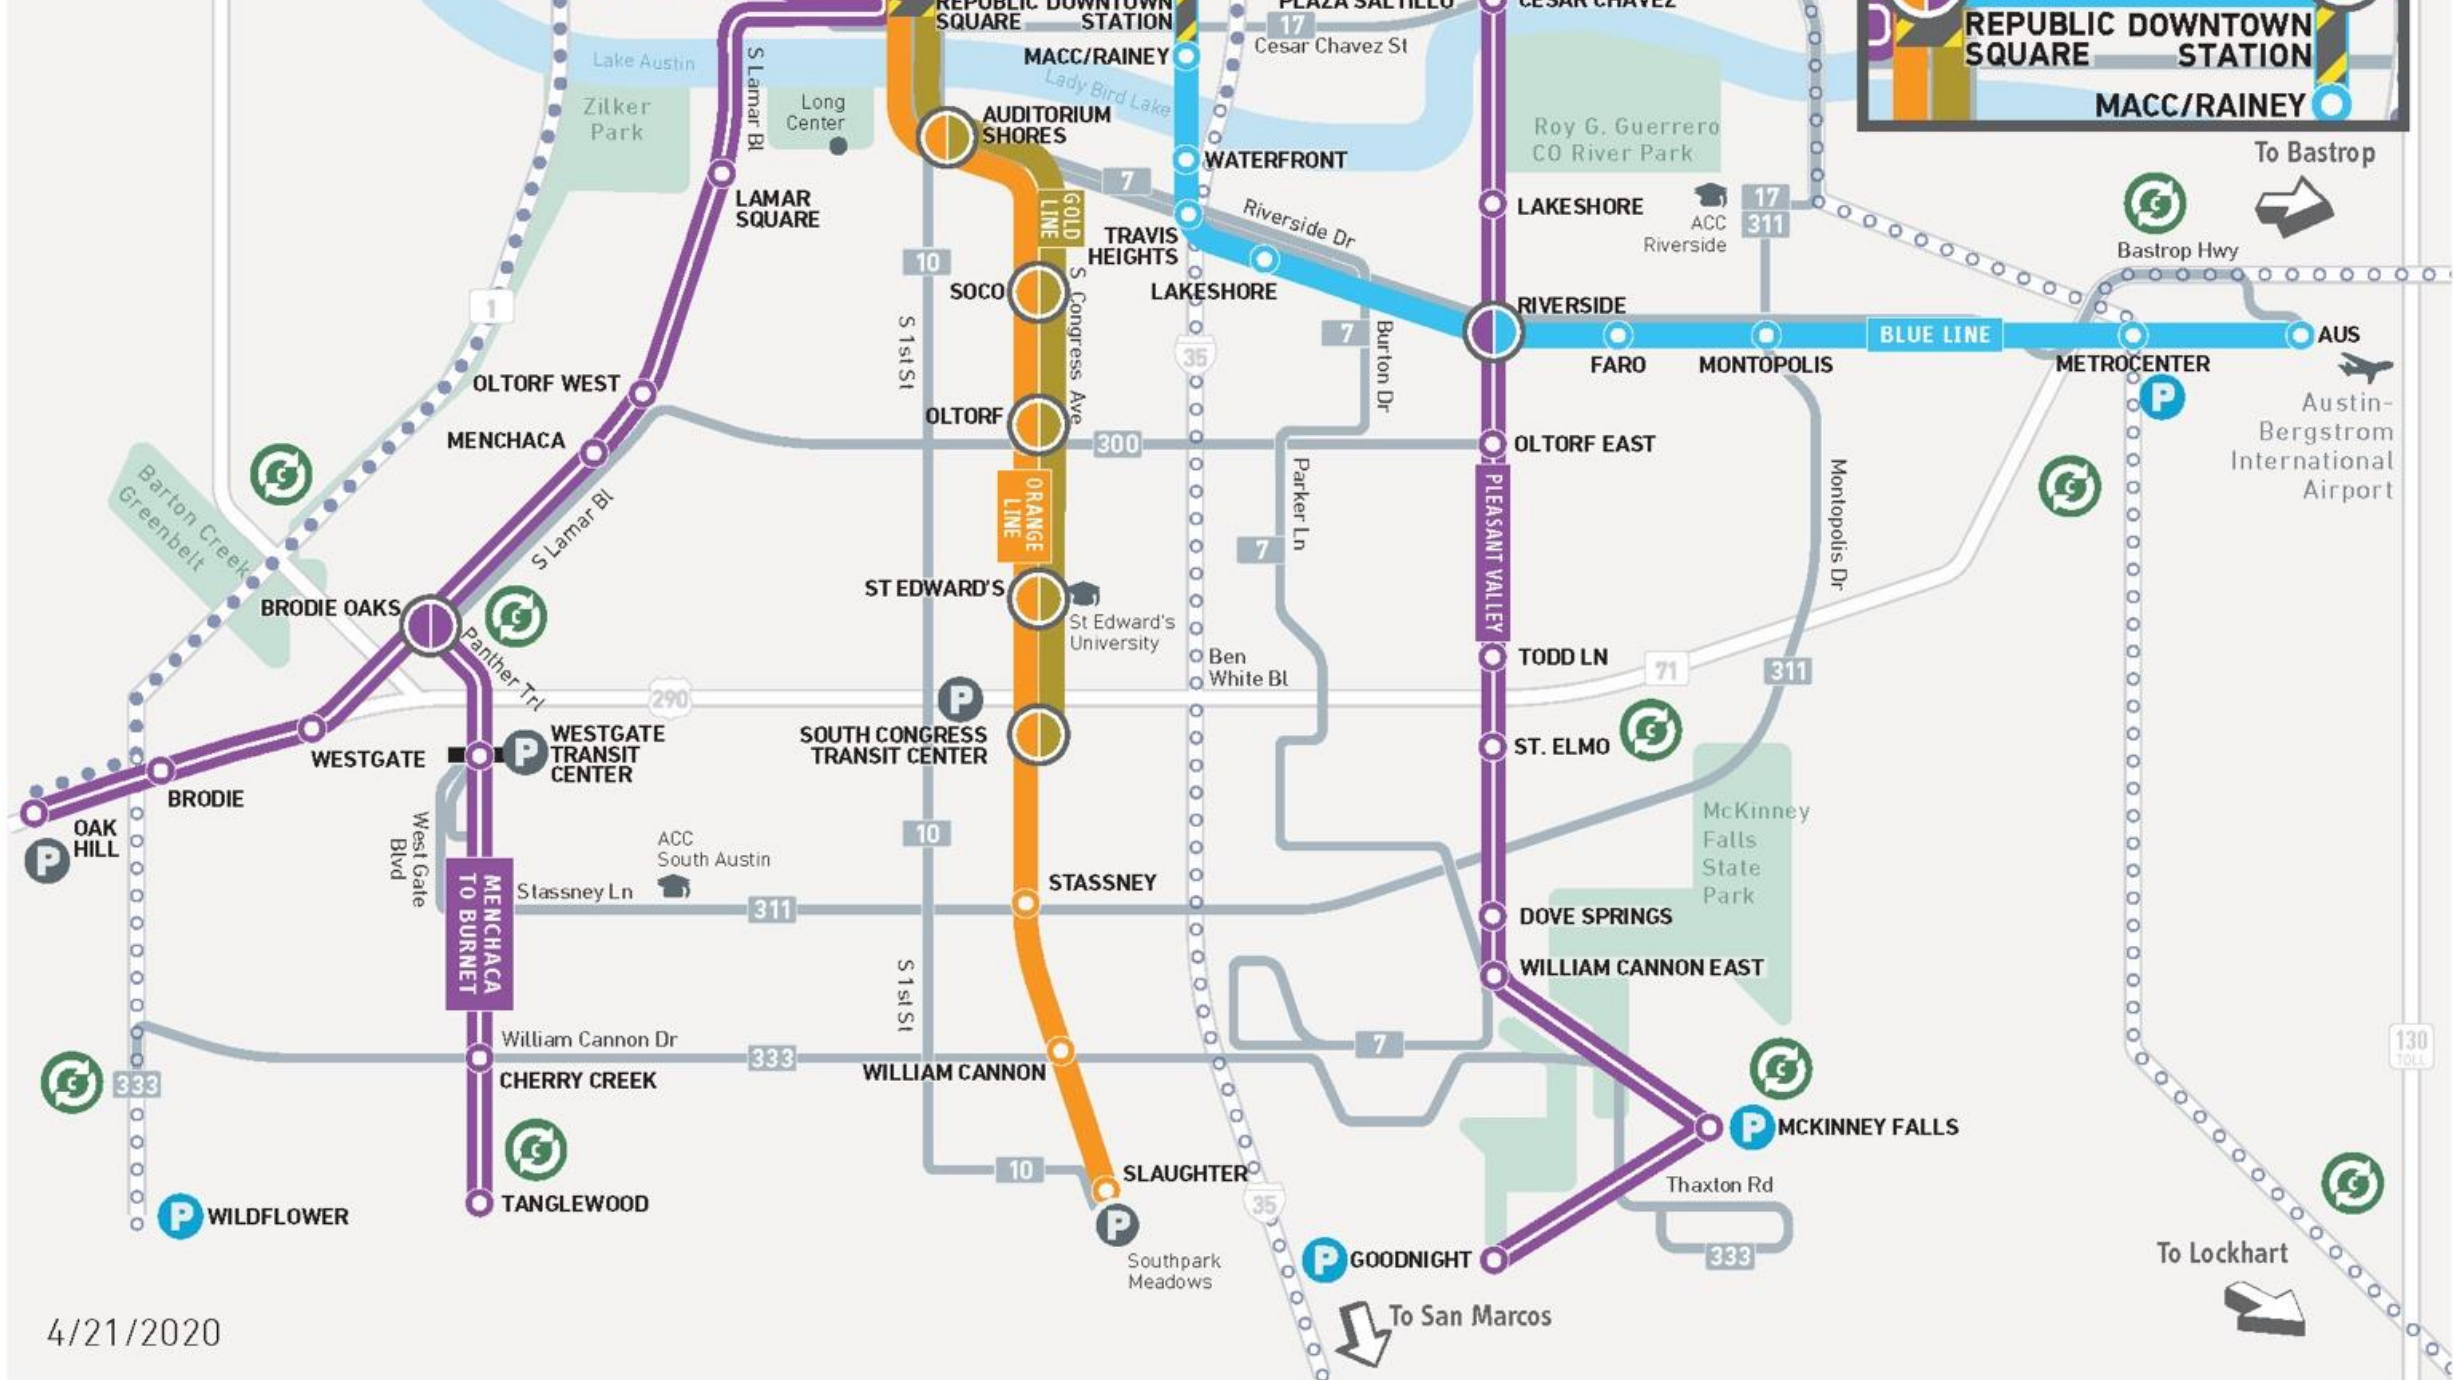 REPUBLIC DOWNTOWN
SQUARE STATION
PLAZA SALTILLO
CESAR CHAVEZ
17
Cesar Chavez St
MACC/RAINEY
REPUBLIC DOWNTOWN
SQUARE STATION
MACC/RAINEY
Lake Austin
Lady Bird Lake
S Lamar Bl
Zilker
Park
Long
Center
AUDITORIUM
SHORES
WATERFRONT
Roy G. Guerrero
CO River Park
To Bastrop
7
LAMAR
SQUARE
GOLD
LINE
TRAVIS
HEIGHTS
Riverside Dr
LAKESHORE
ACC
Riverside
17
311
Bastrop Hwy
10
SOCO
S Congress Ave
LAKESHORE
RIVERSIDE
1
S 1st St
35
7
Burton Dr
FARO
MONTOPOLIS
BLUE LINE
METROCENTER
P
AUS
Austin-
Bergstrom
International
Airport
OLTORF WEST
MENCHACA
OLTORF
300
OLTORF EAST
Barton Creek
Greenbelt
C
S Lamar Bl
ORANGE
LINE
Parker Ln
7
PLEASANT VALLEY
Montopolis Dr
C
BRODIE OAKS
C
Panther Trl
ST EDWARD'S
St Edward's
University
Ben
White Bl
TODD LN
71
311
290
P
SOUTH CONGRESS
TRANSIT CENTER
WESTGATE
P
WESTGATE
TRANSIT
CENTER
ST. ELMO
C
BRODIE
OAK
HILL
P
West Gate
Blvd
ACC
South Austin
10
McKinney
Falls
State
Park
MENCHACA
TO BURNET
Stassney Ln
311
STASSNEY
DOVE SPRINGS
WILLIAM CANNON EAST
S 1st St
William Cannon Dr
333
CHERRY CREEK
WILLIAM CANNON
7
130
TOLL
C
333
C
P
MCKINNEY FALLS
C
10
SLAUGHTER
35
Thaxton Rd
C
P
WILDFLOWER
TANGLEWOOD
P
Southpark
Meadows
P
GOODNIGHT
333
To Lockhart
To San Marcos
4/21/2020
C